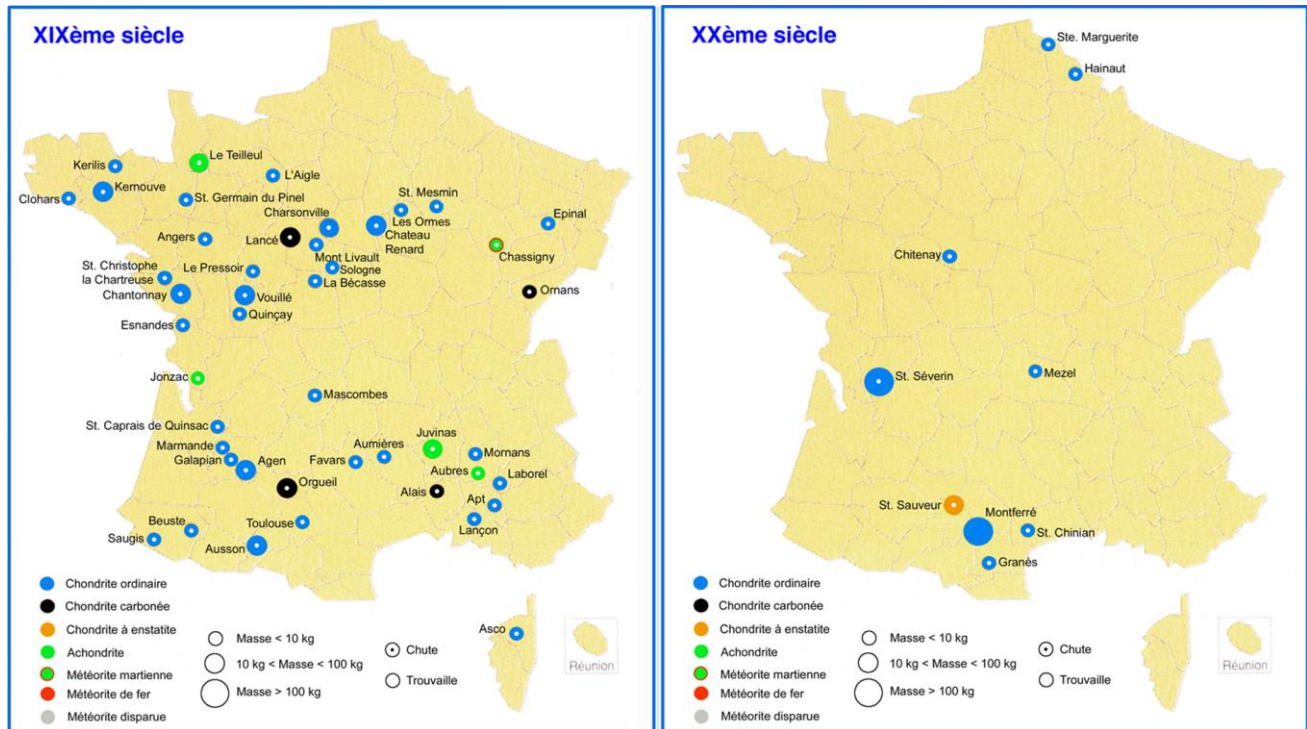 XIXème siècle
Kerilis
Le Teilleul
L'Aigle
Kernouve
Clohars
St. Germain du Pinel
St. Mesmin
Charsonville
Les Ormes
Epinal
Angers
Lancé
Chateau
Renard
Mont Livault
Chassigny
St. Christophe
la Chartreuse
Le Pressoir
Sologne
La Bécasse
Chantonnay
Vouillé
Ornans
Quinçay
Esnandes
Jonzac
Mascombes
St. Caprais de Quinsac
Juvinas
Marmande
Aumières
Mornans
Galapian
Agen
Favars
Aubres
Laborel
Orgueil
Alais
Apt
Beuste
Toulouse
Lançon
Saugis
Ausson
Asco
Réunion
Chondrite ordinaire
Chondrite carbonée
Chondrite à enstatite
Achondrite
Météorite martienne
Météorite de fer
Météorite disparue
Masse < 10 kg
10 kg < Masse < 100 kg
Masse > 100 kg
Chute
Trouvaille
XXème siècle
Ste. Marguerite
Hainaut
Chitenay
St. Séverin
Mezel
St. Sauveur
Montferré
St. Chinian
Granès
Réunion
Chondrite ordinaire
Chondrite carbonée
Chondrite à enstatite
Achondrite
Météorite martienne
Météorite de fer
Météorite disparue
Masse < 10 kg
10 kg < Masse < 100 kg
Masse > 100 kg
Chute
Trouvaille